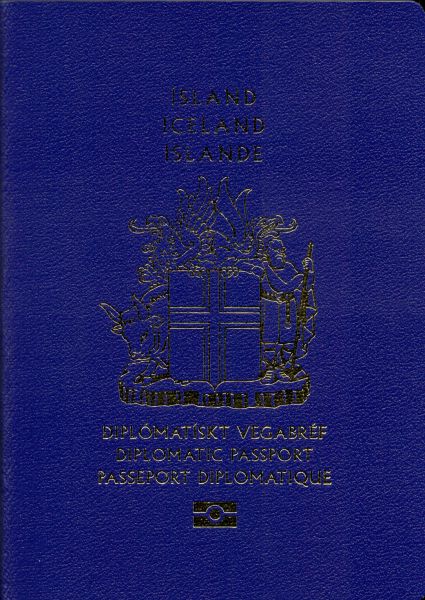 ÍSLAND
ICELAND
ISLANDE
DIPLÓMATÍSKT VEGABRÉF
DIPLOMATIC PASSPORT
PASSEPORT DIPLOMATIQUE